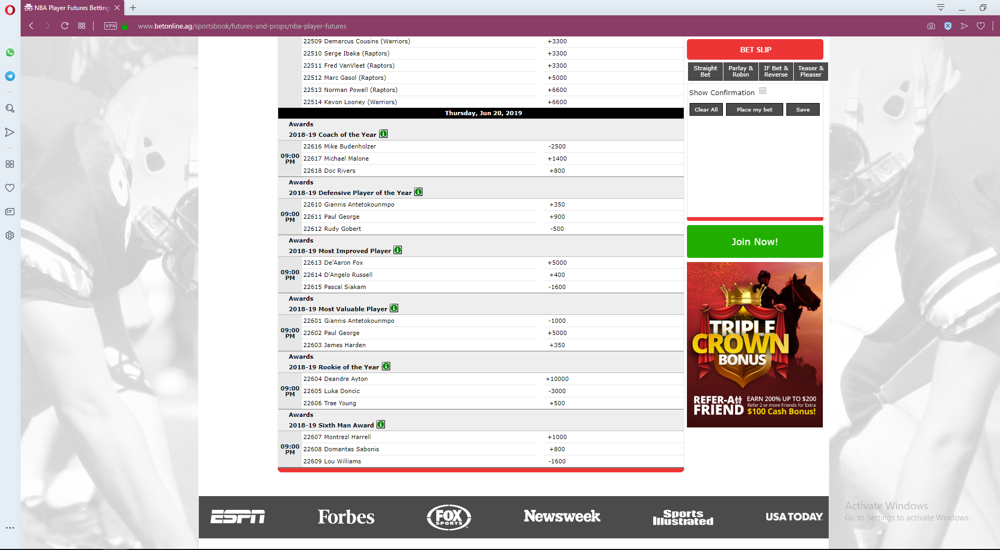 NBA Player Futures Betting
VPN
www.betonline.ag/sportsbook/futures-and-props/nba-player-futures
22509 Demarcus Cousins (Warriors) +3300
22510 Serge Ibaka (Raptors) +3300
22511 Fred VanVleet (Raptors) +3300
22512 Marc Gasol (Raptors) +5000
22513 Norman Powell (Raptors) +6600
22514 Kevon Looney (Warriors) +6600
Thursday, Jun 20, 2019
Awards
2018-19 Coach of the Year
09:00 PM
22616 Mike Budenholzer -2500
22617 Michael Malone +1400
22618 Doc Rivers +800
Awards
2018-19 Defensive Player of the Year
09:00 PM
22610 Giannis Antetokounmpo +350
22611 Paul George +900
22612 Rudy Gobert -500
Awards
2018-19 Most Improved Player
09:00 PM
22613 De'Aaron Fox +5000
22614 D'Angelo Russell +400
22615 Pascal Siakam -1600
Awards
2018-19 Most Valuable Player
09:00 PM
22601 Giannis Antetokounmpo -1000
22602 Paul George +5000
22603 James Harden +350
Awards
2018-19 Rookie of the Year
09:00 PM
22604 Deandre Ayton +10000
22605 Luka Doncic -3000
22606 Trae Young +500
Awards
2018-19 Sixth Man Award
09:00 PM
22607 Montrezl Harrell +1000
22608 Domantas Sabonis +800
22609 Lou Williams -1600
BET SLIP
Straight Bet
Parlay & Robin
IF Bet & Reverse
Teaser & Pleaser
Show Confirmation
Clear All
Place my bet
Save
Join Now!
TRIPLE
CROWN
BONUS
REFER-A
FRIEND
EARN 200% UP TO $200
Refer 2 or more Friends for Extra
$100 Cash Bonus!
ESPN
Forbes
FOX
SPORTS
Newsweek
Sports
Illustrated
USA TODAY
Activate Windows
Go to Settings to activate Windows.